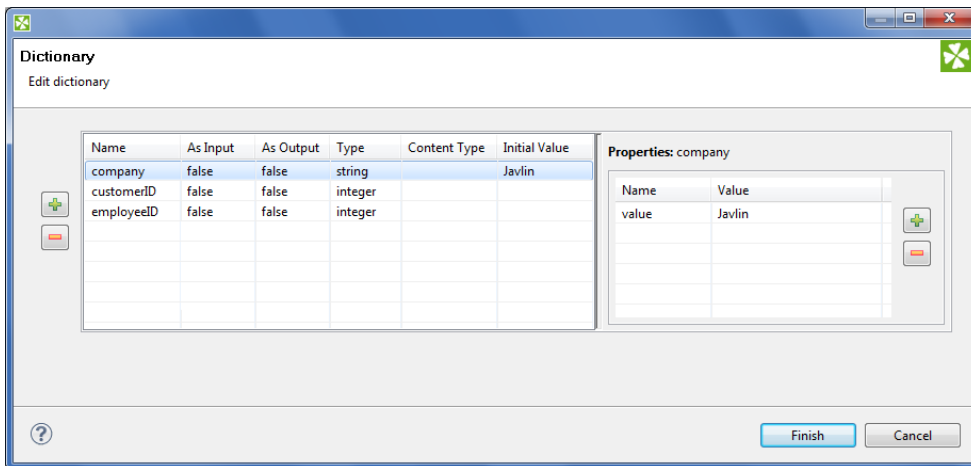 Dictionary
Edit dictionary
Name As Input As Output Type Content Type Initial Value
company false false string Javlin
customerID false false integer
employeeID false false integer
Properties: company
Name Value
value Javlin
Finish Cancel